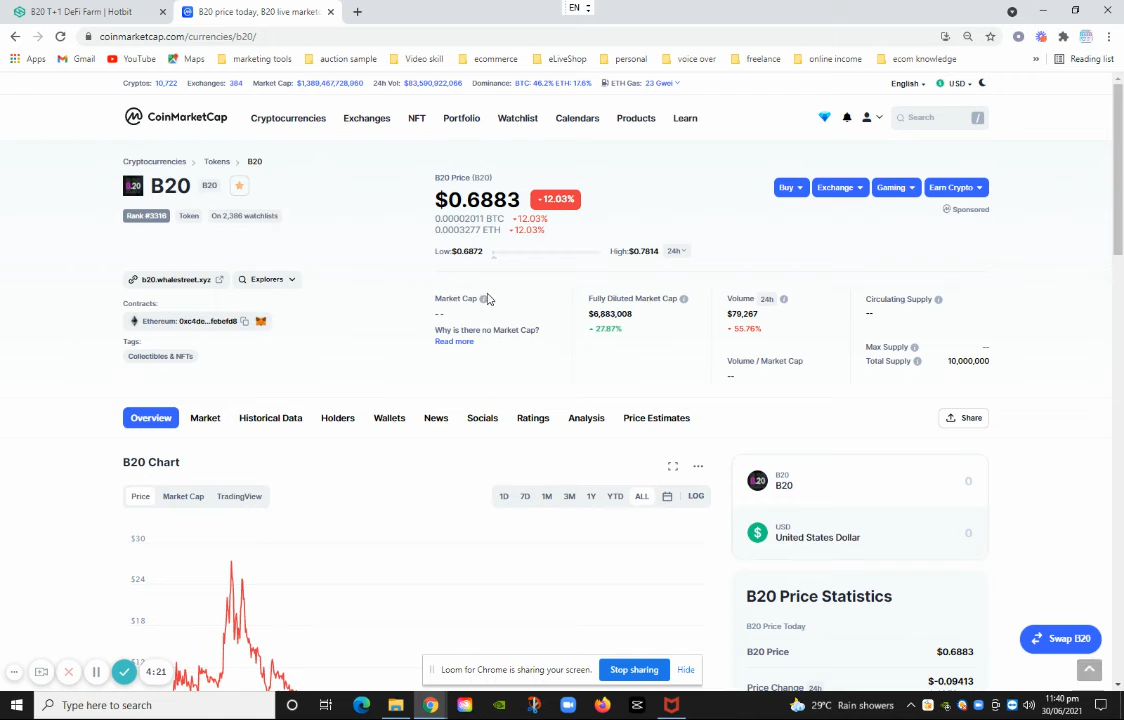 B20 T+1 DeFi Farm | Hotbit
B20 price today, B20 live market
EN
coinmarketcap.com/currencies/b20/
Apps Gmail YouTube Maps marketing tools auction sample Video skill ecommerce eLiveShop personal voice over freelance online income ecom knowledge » Reading list
Cryptos: 10,722 Exchanges: 384 Market Cap: $1,389,467,728,960 24h Vol: $83,590,922,066 Dominance: BTC: 46.2% ETH: 17.6% ETH Gas: 23 Gwei
English USD
CoinMarketCap Cryptocurrencies Exchanges NFT Portfolio Watchlist Calendars Products Learn Search /
Cryptocurrencies > Tokens > B20
B20 B20
Rank #3316 Token On 2,386 watchlists
b20.whalestreet.xyz Explorers
Contracts:
Ethereum: 0xc4de...febefd8
Tags:
Collectibles & NFTs
B20 Price (B20)
$0.6883 12.03%
0.00002011 BTC 12.03%
0.0003277 ETH 12.03%
Low:$0.6872 High:$0.7814 24h
Buy Exchange Gaming Earn Crypto
Sponsored
Market Cap
- -
Why is there no Market Cap?
Read more
Fully Diluted Market Cap
$6,883,008
27.87%
Volume 24h
$79,267
55.76%
Volume / Market Cap
--
Circulating Supply
--
Max Supply --
Total Supply 10,000,000
Overview Market Historical Data Holders Wallets News Socials Ratings Analysis Price Estimates Share
B20 Chart
Price Market Cap TradingView 1D 7D 1M 3M 1Y YTD ALL LOG
$30
$24
$18
$12
B20
B20 0
USD
United States Dollar 0
B20 Price Statistics
B20 Price Today
B20 Price $0.6883
Price Change 24h $-0.09413
Swap B20
4:21
Loom for Chrome is sharing your screen. Stop sharing Hide
Type here to search
29°C Rain showers
11:40 pm
30/06/2021